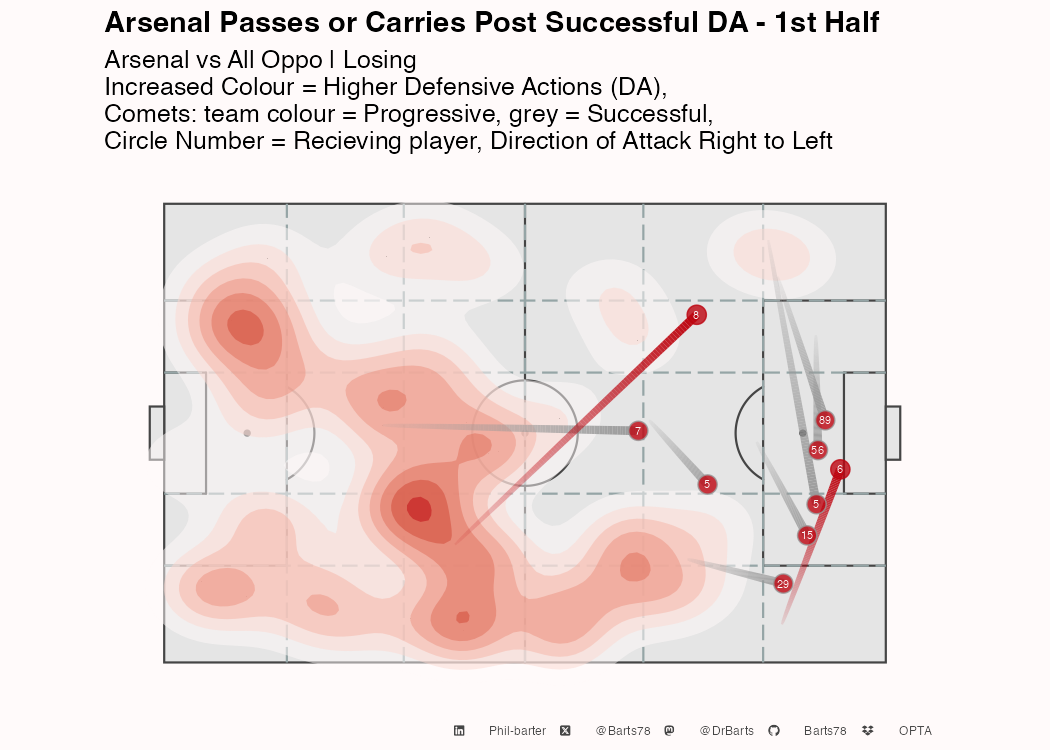 Arsenal Passes or Carries Post Successful DA - 1st Half
Arsenal vs All Oppo | Losing
Increased Colour = Higher Defensive Actions (DA),
Comets: team colour = Progressive, grey = Successful,
Circle Number = Recieving player, Direction of Attack Right to Left
8
89
7
56
6
5
5
15
29
Phil-barter @Barts78 @DrBarts Barts78 OPTA